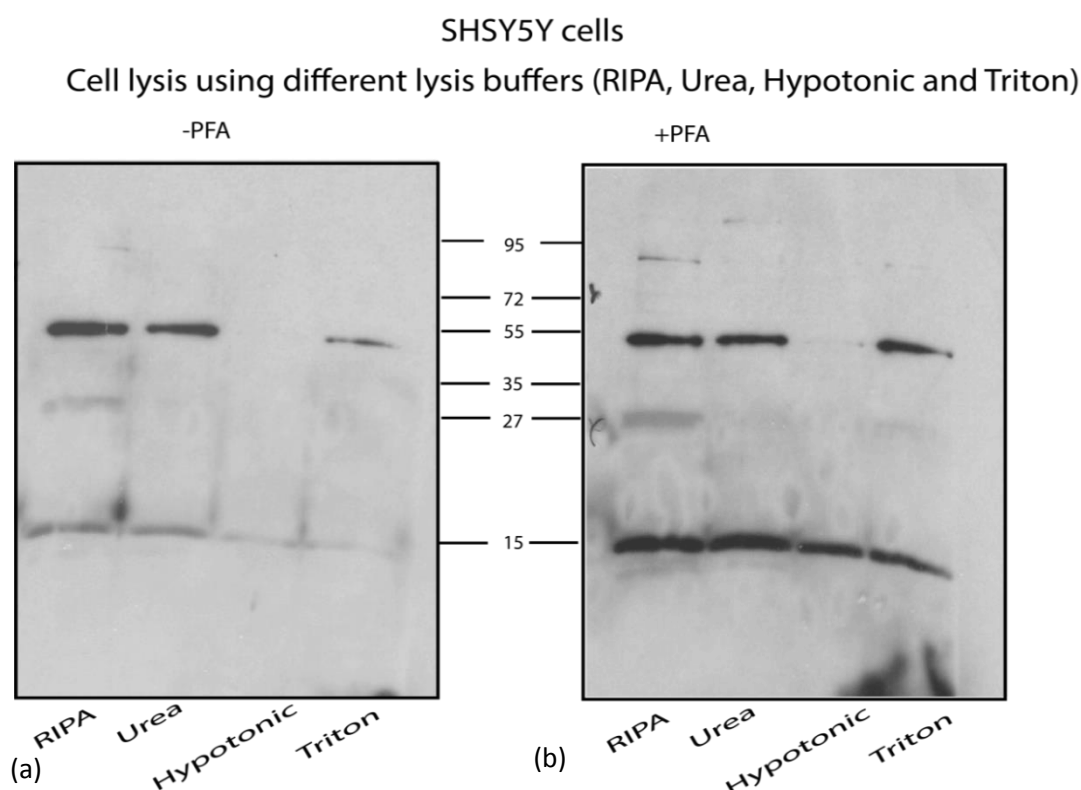 SHSY5Y cells
Cell lysis using different lysis buffers (RIPA, Urea, Hypotonic and Triton)
-PFA
+PFA
95
72
55
35
27
15
RIPA Urea Hypotonic Triton
RIPA Urea Hypotonic Triton
(a)
(b)